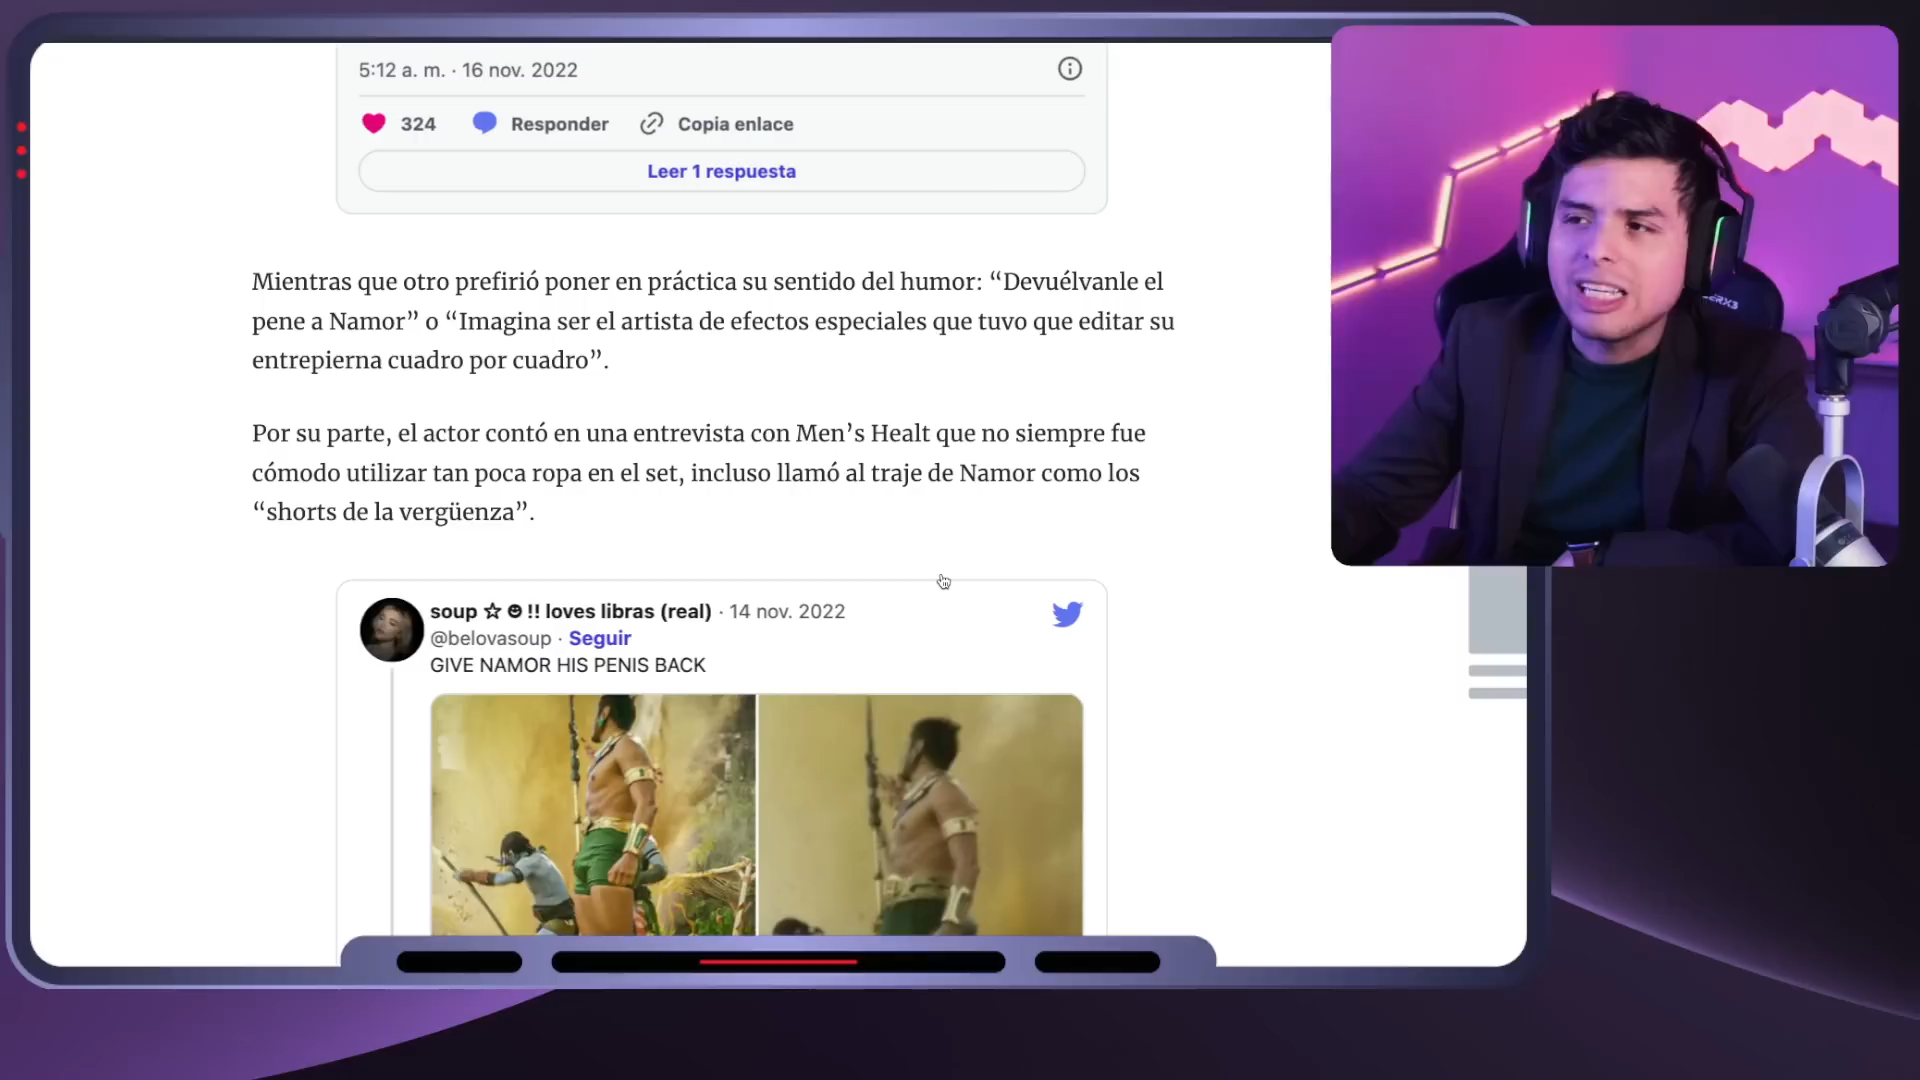 5:12 a. m. · 16 nov. 2022
324 Responder Copia enlace
Leer 1 respuesta
Mientras que otro prefirió poner en práctica su sentido del humor: “Devuélvanle el
pene a Namor” o “Imagina ser el artista de efectos especiales que tuvo que editar su
entrepierna cuadro por cuadro”.
Por su parte, el actor contó en una entrevista con Men’s Healt que no siempre fue
cómodo utilizar tan poca ropa en el set, incluso llamó al traje de Namor como los
“shorts de la vergüenza”.
soup ☆ ☻ !! loves libras (real) · 14 nov. 2022
@belovasoup · Seguir
GIVE NAMOR HIS PENIS BACK